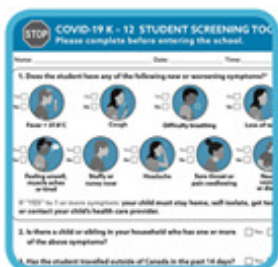 STOP
COVID-19 K - 12 STUDENT SCREENING TOO
Please complete before entering the school.
Name: Date: Time:
1. Does the student have any of the following new or worsening symptoms?
Fever > 37.8°C Cough Difficulty breathing Loss of
Feeling unwell, muscle aches or tired Stuffy or runny nose Headache Sore throat or pain swallowing
If "YES" to 1 or more symptoms: your child must stay home, self-isolate, get
or contact your child's health care provider.
2. Is there a child or sibling in your household who has one or more
of the above symptoms?
3. Has the student travelled outside of Canada in the past 14 days?